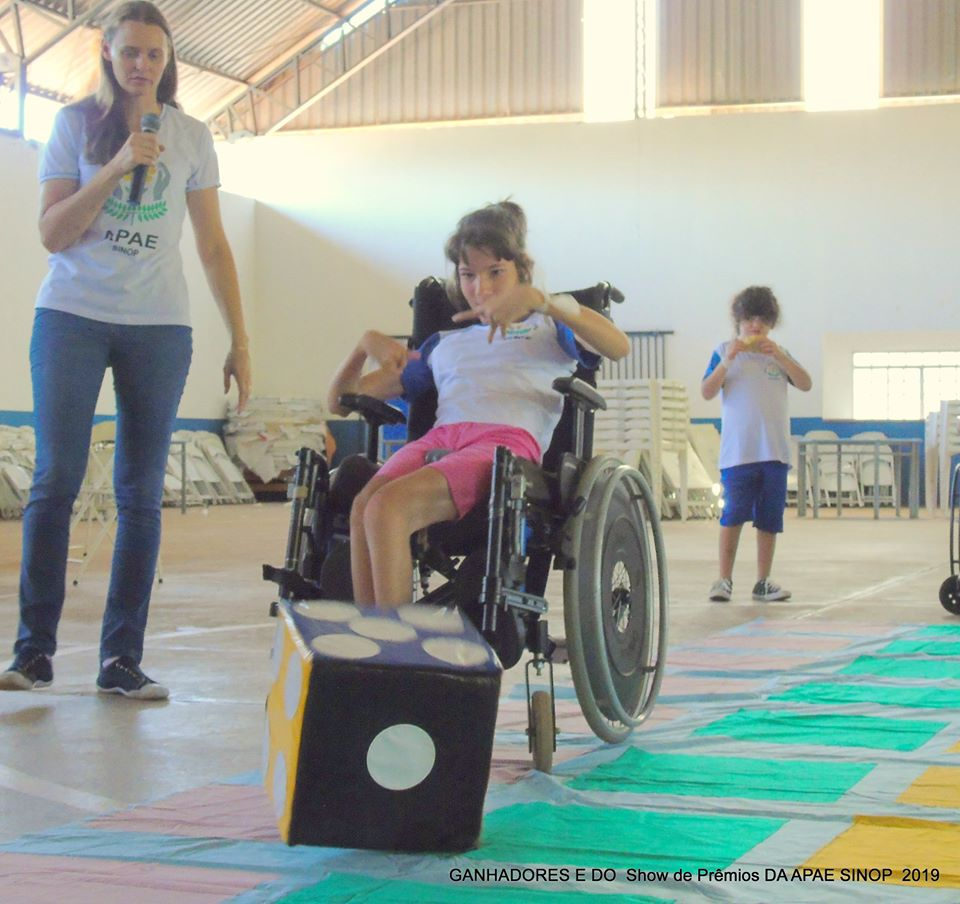 APAE
SINOP
GANHADORES E DO Show de Prêmios DA APAE SINOP 2019